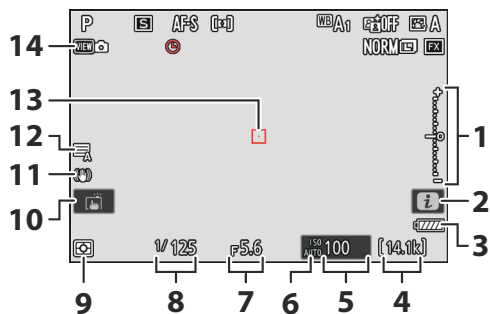 P S AF-S WB A1 OFF A
14 VIEW NORM FX
13
12 A
11
10
1
2 i
3
1/125 F5.6 ISO AUTO 100 [14.1k]
9 8 7 6 5 4